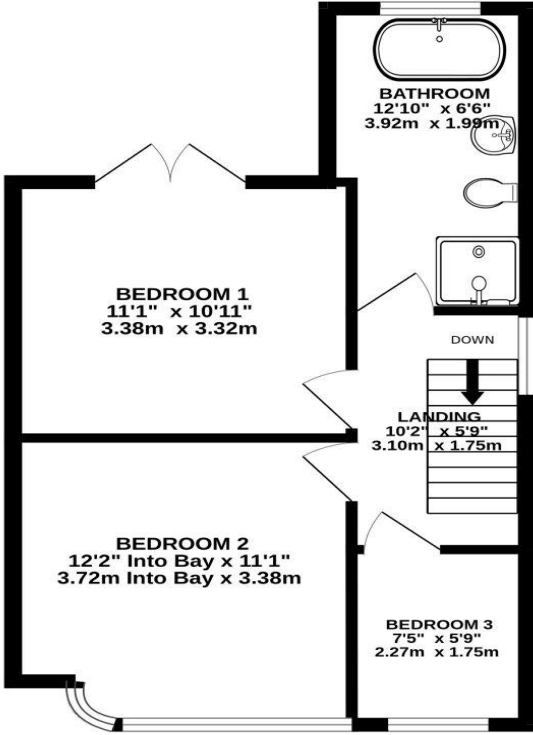 BATHROOM
12'10" x 6'6"
3.92m x 1.99m
BEDROOM 1
11'1" x 10'11"
3.38m x 3.32m
DOWN
LANDING
10'2" x 5'9"
3.10m x 1.75m
BEDROOM 2
12'2" Into Bay x 11'1"
3.72m Into Bay x 3.38m
BEDROOM 3
7'5" x 5'9"
2.27m x 1.75m